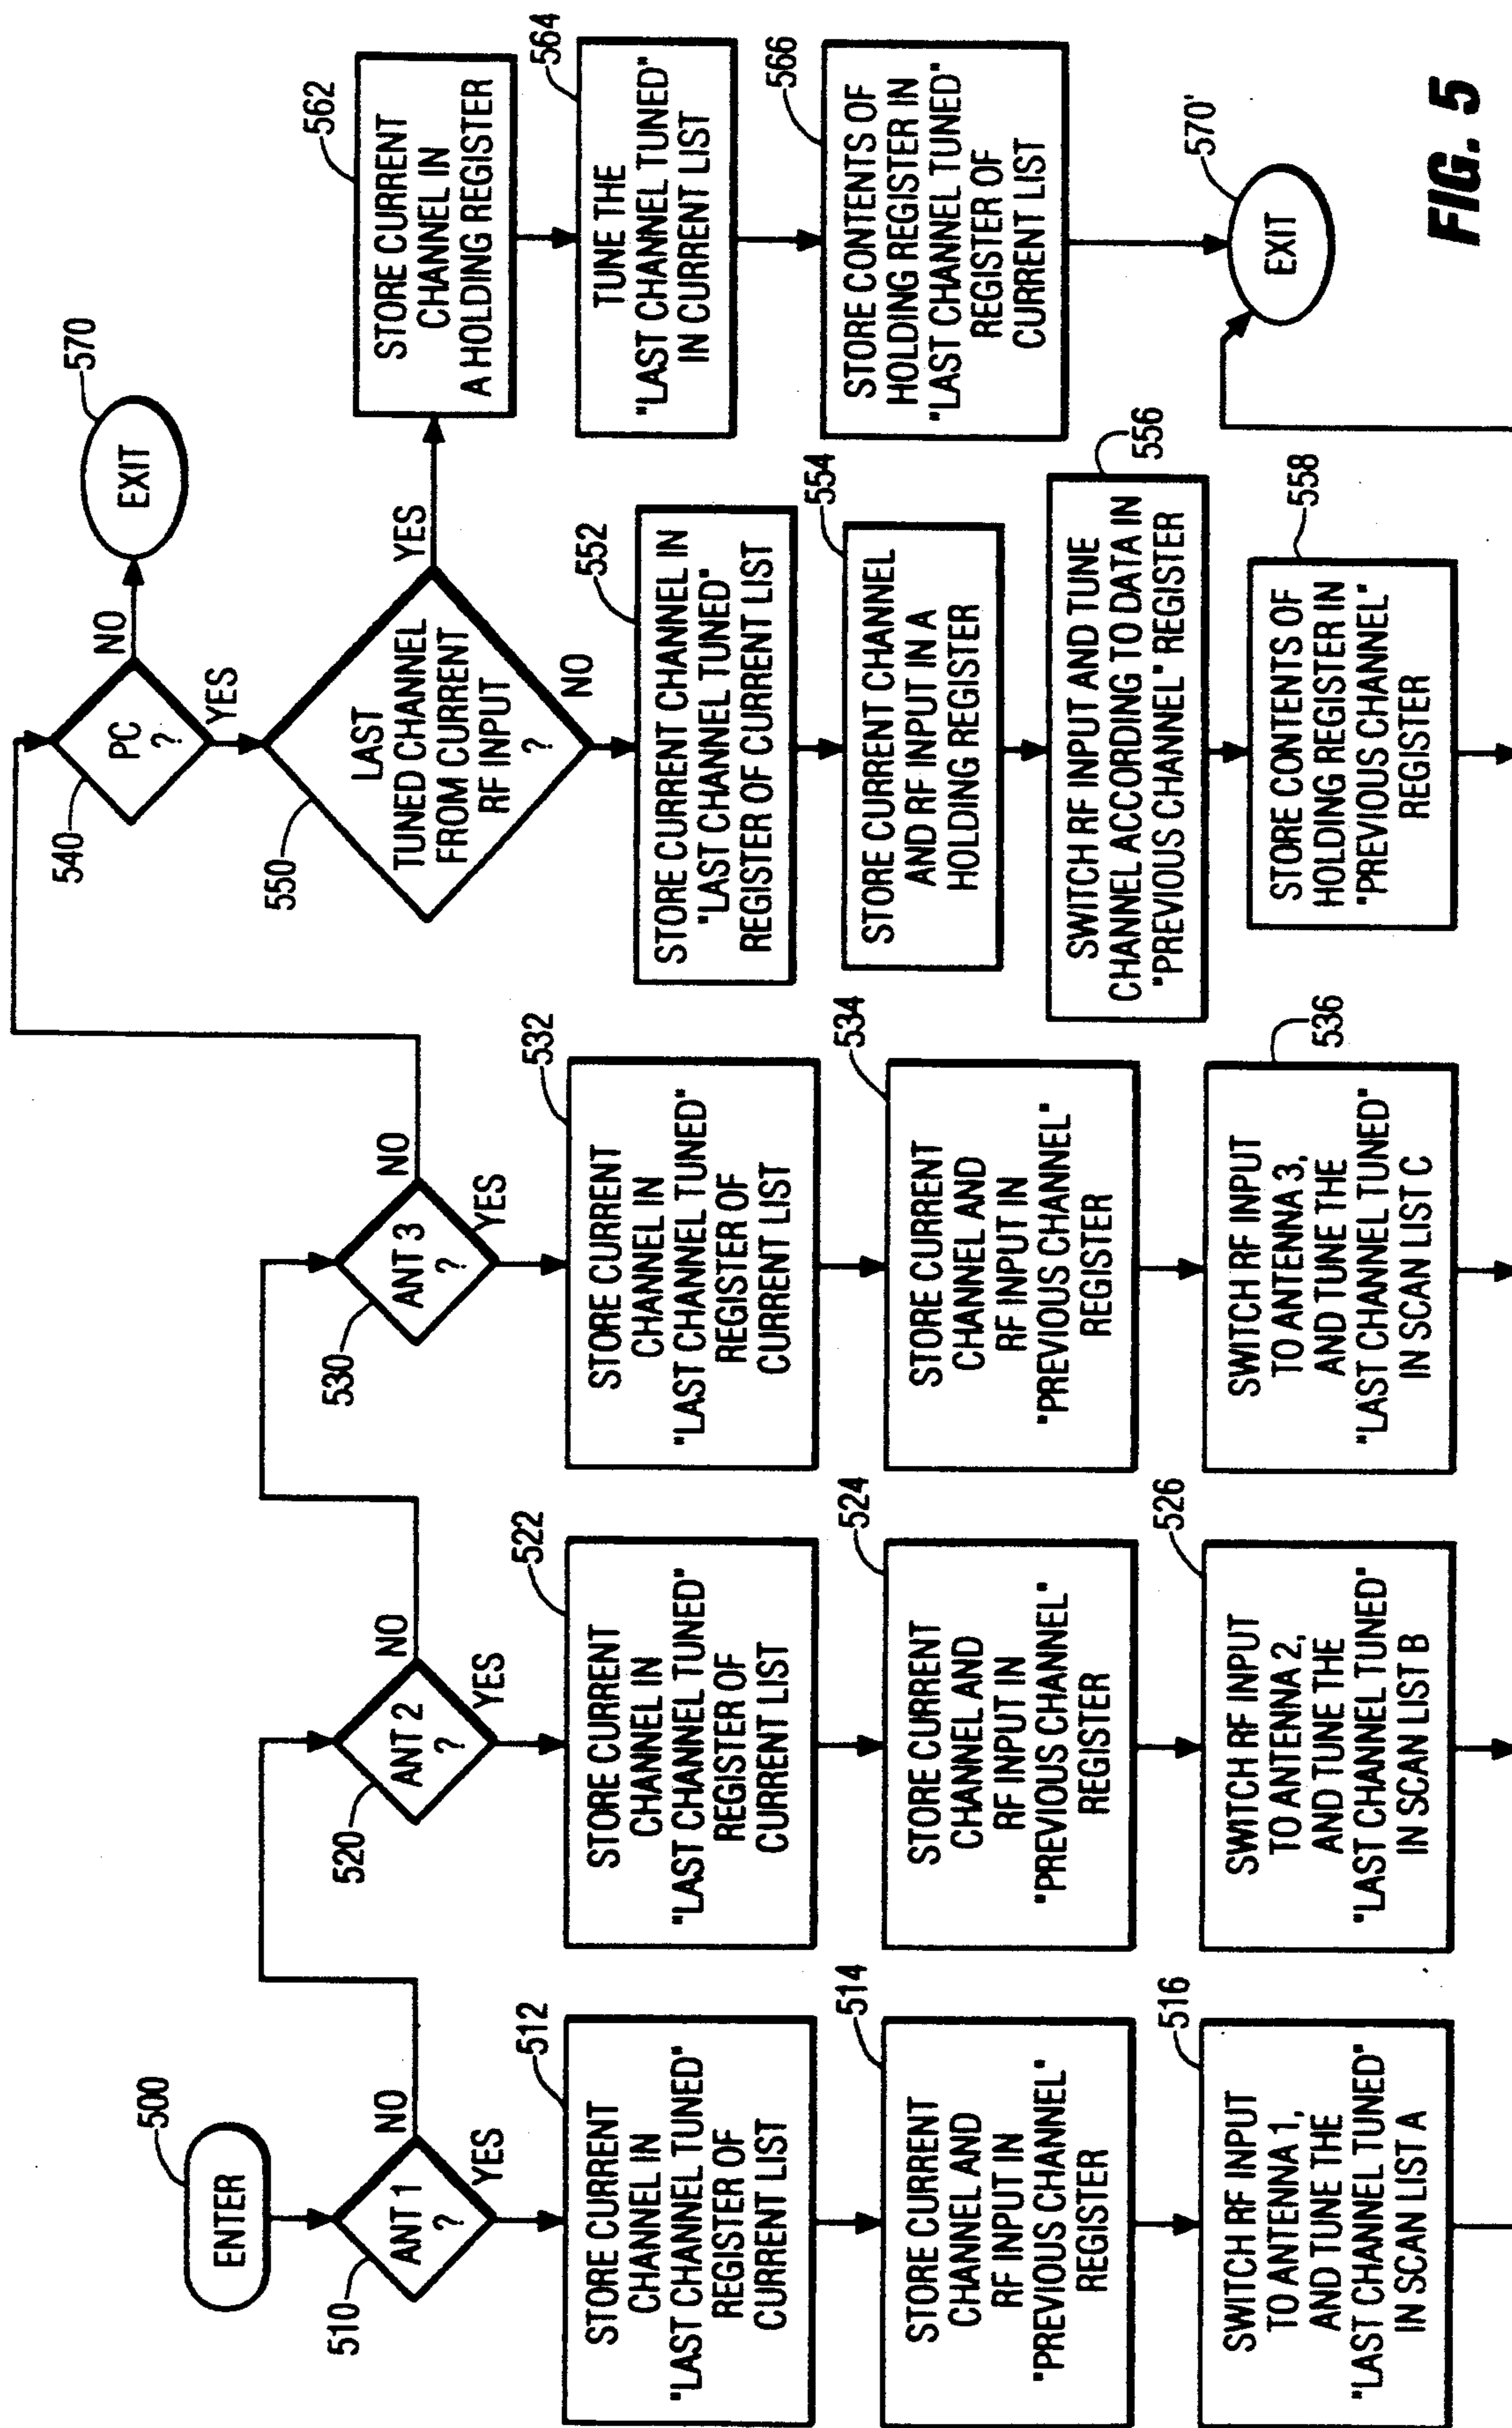 500
ENTER
510
ANT 1
?
NO
YES
512
STORE CURRENT
CHANNEL IN
"LAST CHANNEL TUNED"
REGISTER OF
CURRENT LIST
514
STORE CURRENT
CHANNEL AND
RF INPUT IN
"PREVIOUS CHANNEL"
REGISTER
516
SWITCH RF INPUT
TO ANTENNA 1,
AND TUNE THE
"LAST CHANNEL TUNED"
IN SCAN LIST A
520
ANT 2
?
NO
YES
522
STORE CURRENT
CHANNEL IN
"LAST CHANNEL TUNED"
REGISTER OF
CURRENT LIST
524
STORE CURRENT
CHANNEL AND
RF INPUT IN
"PREVIOUS CHANNEL"
REGISTER
526
SWITCH RF INPUT
TO ANTENNA 2,
AND TUNE THE
"LAST CHANNEL TUNED"
IN SCAN LIST B
530
ANT 3
?
NO
YES
532
STORE CURRENT
CHANNEL IN
"LAST CHANNEL TUNED"
REGISTER OF
CURRENT LIST
534
STORE CURRENT
CHANNEL AND
RF INPUT IN
"PREVIOUS CHANNEL"
REGISTER
536
SWITCH RF INPUT
TO ANTENNA 3,
AND TUNE THE
"LAST CHANNEL TUNED"
IN SCAN LIST C
540
PC
?
NO
YES
570
EXIT
550
LAST
TUNED CHANNEL
FROM CURRENT
RF INPUT
?
YES
NO
552
STORE CURRENT CHANNEL IN
"LAST CHANNEL TUNED"
REGISTER OF CURRENT LIST
554
STORE CURRENT CHANNEL
AND RF INPUT IN A
HOLDING REGISTER
556
SWITCH RF INPUT AND TUNE
CHANNEL ACCORDING TO DATA IN
"PREVIOUS CHANNEL" REGISTER
558
STORE CONTENTS OF
HOLDING REGISTER IN
"PREVIOUS CHANNEL"
REGISTER
562
STORE CURRENT
CHANNEL IN
A HOLDING REGISTER
564
TUNE THE
"LAST CHANNEL TUNED"
IN CURRENT LIST
566
STORE CONTENTS OF
HOLDING REGISTER IN
"LAST CHANNEL TUNED"
REGISTER OF
CURRENT LIST
570'
EXIT
FIG. 5